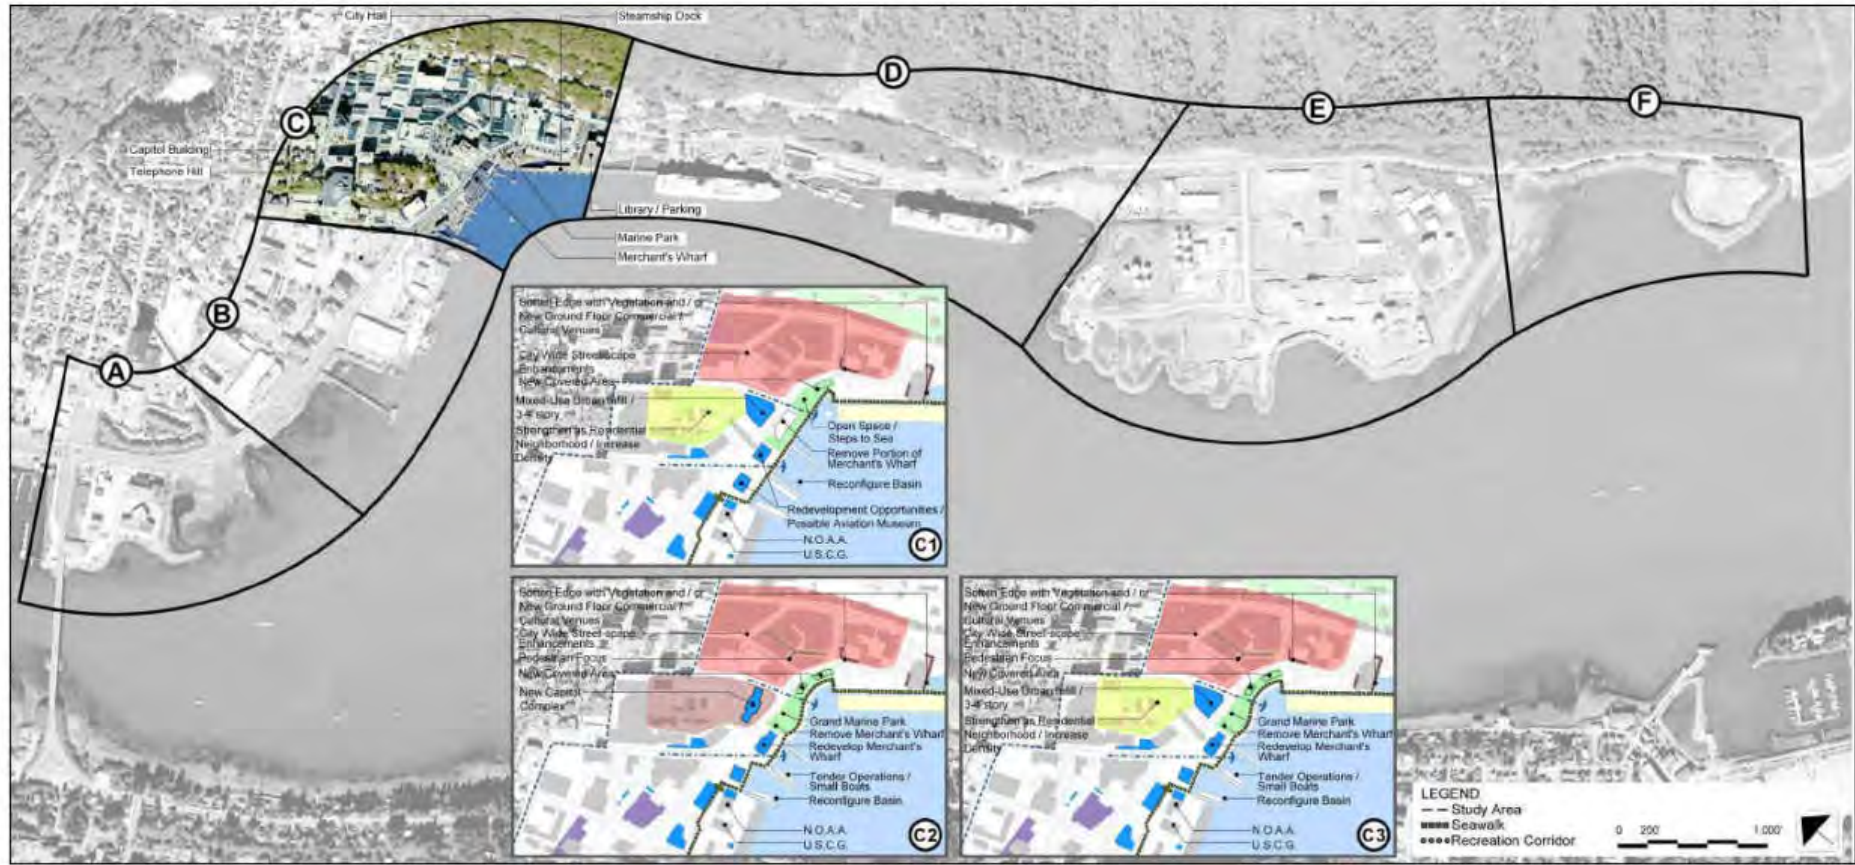 City Hall
Steamship Dock
D
E
F
C
Capitol Building
Telephone Hill
Library / Parking
Marine Park
Merchant's Wharf
B
A
Soften Edge with Vegetation and / or
New Ground Floor Commercial /
Cultural Venues
City Wide Streetscape
Enhancements
New Covered Area
Mixed-Use Urban Infill /
3-4 story
Strengthen as Residential
Neighborhood / Increase
Density
Open Space /
Steps to Sea
Remove Portion of
Merchant's Wharf
Reconfigure Basin
Redevelopment Opportunities /
Possible Aviation Museum
N.O.A.A.
U.S.C.G.
C1
Soften Edge with Vegetation and / or
New Ground Floor Commercial /
Cultural Venues
City Wide Street-scape
Enhancements
Pedestrian Focus
New Covered Area
New Capitol
Complex
Grand Marine Park
Remove Merchant's Wharf
Redevelop Merchant's
Wharf
Tender Operations /
Small Boats
Reconfigure Basin
N.O.A.A.
U.S.C.G.
C2
Soften Edge with Vegetation and / or
New Ground Floor Commercial /
Cultural Venues
City Wide Street-scape
Enhancements
Pedestrian Focus
New Covered Area
Mixed-Use Urban Infill /
3-4 story
Strengthen as Residential
Neighborhood / Increase
Density
Grand Marine Park
Remove Merchant's Wharf
Redevelop Merchant's
Wharf
Tender Operations /
Small Boats
Reconfigure Basin
N.O.A.A.
U.S.C.G.
C3
LEGEND
Study Area
Seawalk
Recreation Corridor
0 200' 1,000'